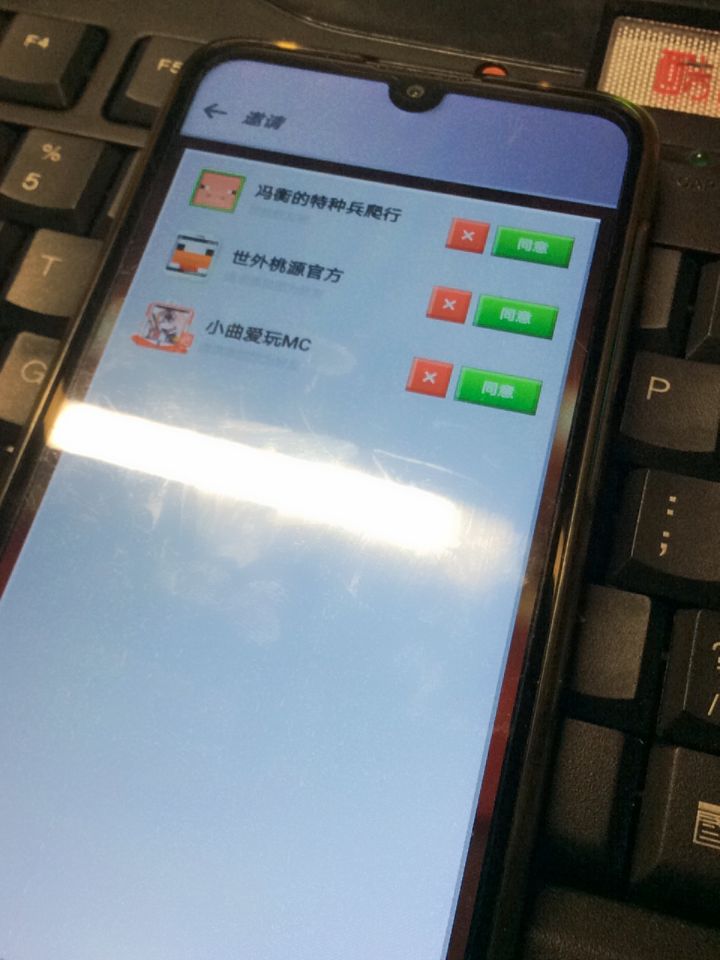 F4
F5
%
5
T
G
P
:
;
?
/
← 邀请
冯衡的特种兵爬行
× 同意
世外桃源官方
× 同意
小曲爱玩MC
× 同意